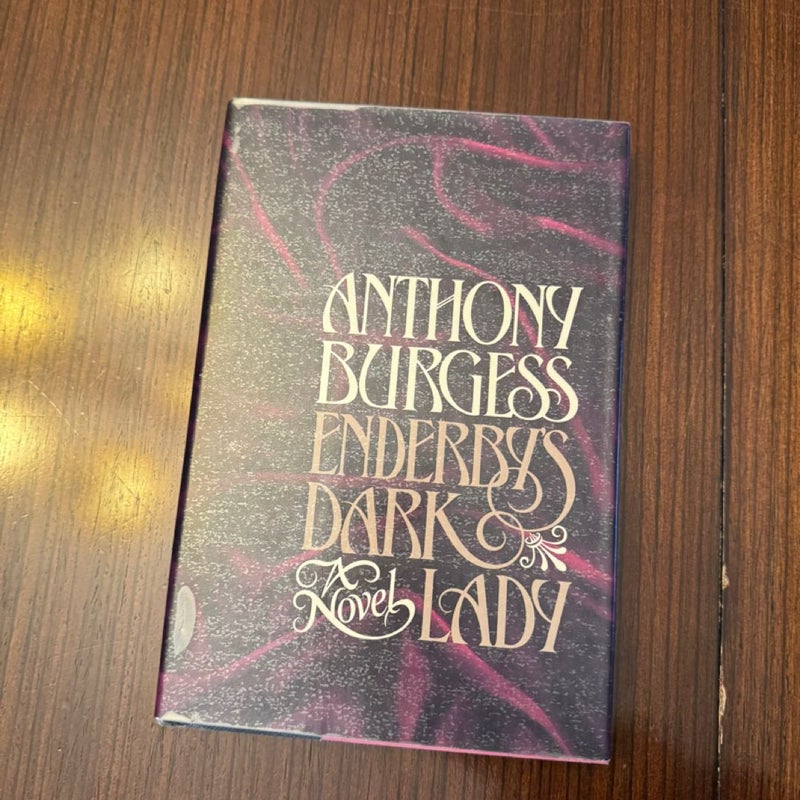 ANTHONY
BURGESS
ENDERBY'S
DARK
A Novel LADY